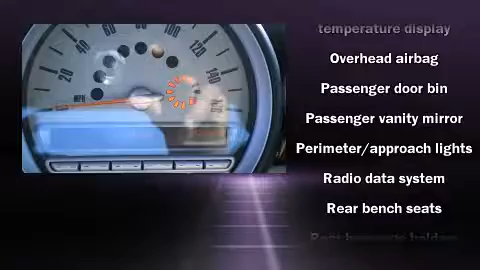 temperature display
Overhead airbag
Passenger door bin
Passenger vanity mirror
Perimeter/approach lights
Radio data system
Rear bench seats
20
40
60
100
120
140
MPH